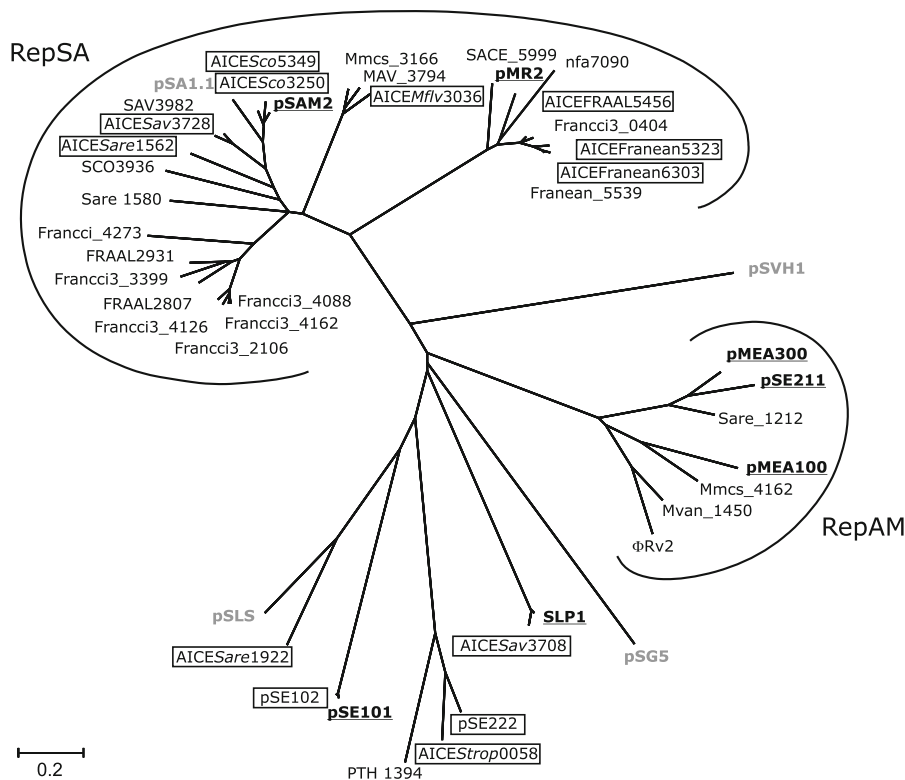 RepSA
AICESco5349
pSA1.1
AICESco3250
SAV3982
pSAM2
AICESav3728
AICESare1562
SCO3936
Sare 1580
Francci_4273
FRAAL2931
Francci3_3399
FRAAL2807
Francci3_4088
Francci3_4126
Francci3_4162
Francci3_2106
Mmcs_3166
MAV_3794
AICEMflv3036
SACE_5999
pMR2
nfa7090
AICEFRAAL5456
Francci3_0404
AICEFranean5323
AICEFranean6303
Franean_5539
pSVH1
pMEA300
pSE211
Sare_1212
pMEA100
Mmcs_4162
Mvan_1450
ΦRv2
RepAM
pSLS
AICESare1922
pSE102
pSE101
SLP1
AICESav3708
pSG5
pSE222
AICEStrop0058
PTH 1394
0.2